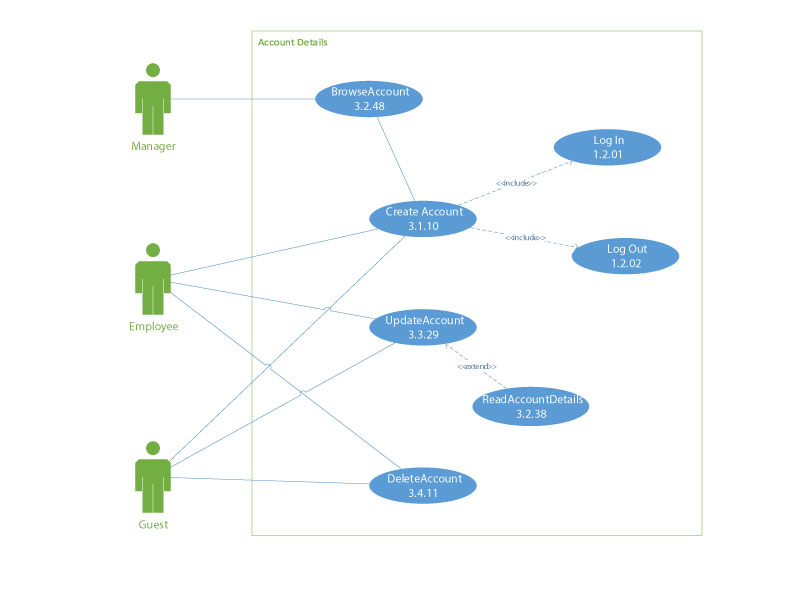 Account Details
BrowseAccount
3.2.48
Manager
Log In
1.2.01
<<include>>
Create Account
3.1.10
<<include>>
Log Out
1.2.02
Employee
UpdateAccount
3.3.29
<<extend>>
ReadAccountDetails
3.2.38
DeleteAccount
3.4.11
Guest